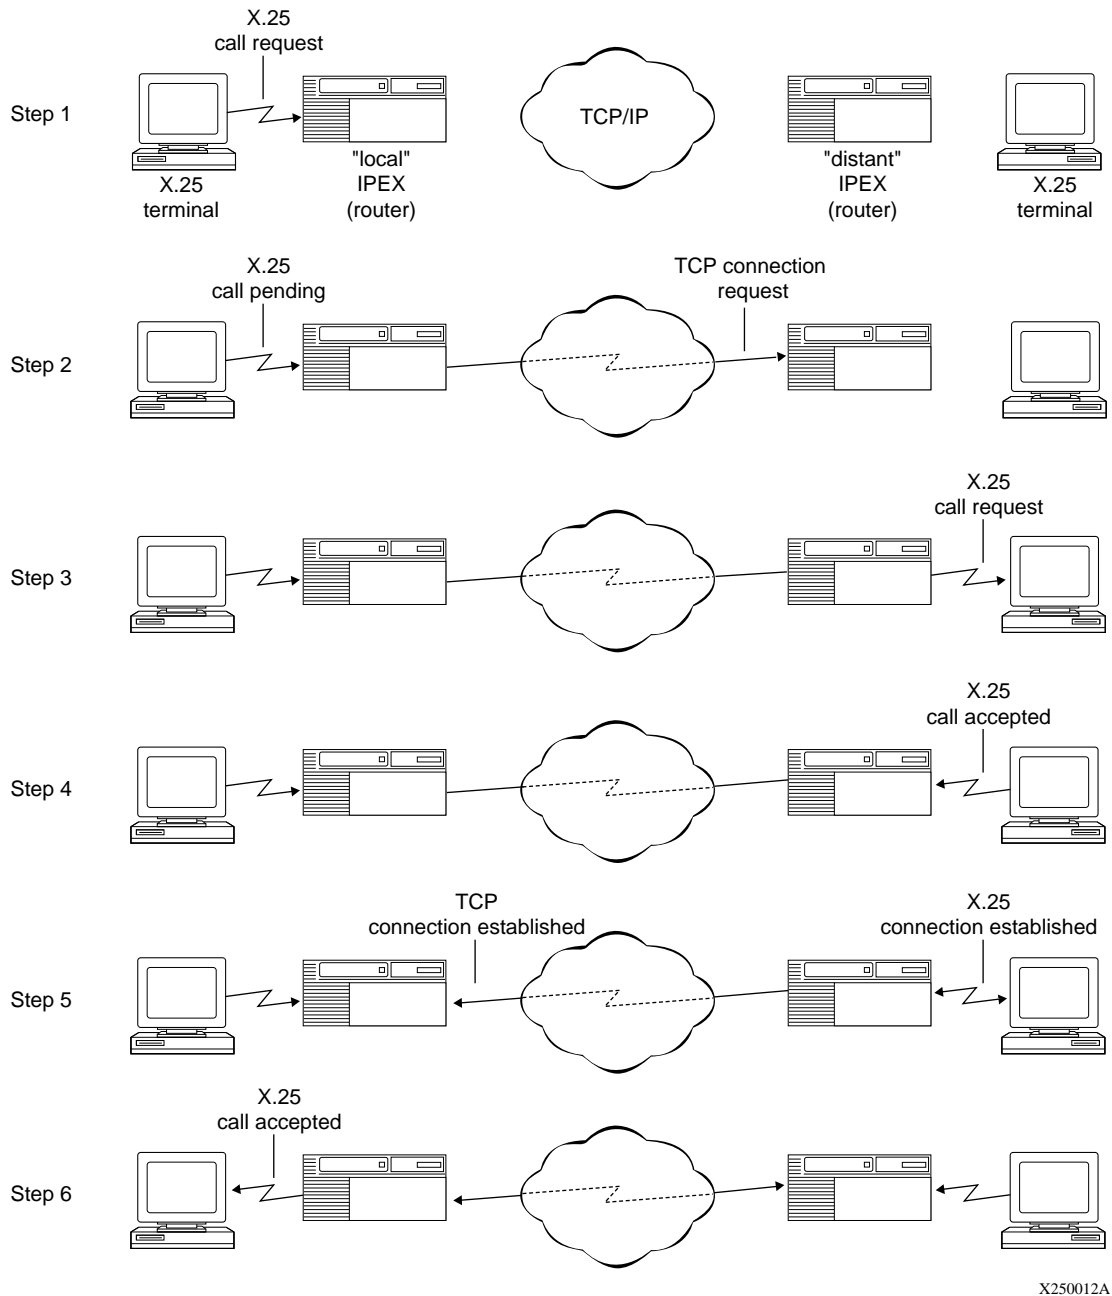 X.25
call request
Step 1
TCP/IP
"local"
IPEX
(router)
"distant"
IPEX
(router)
X.25
terminal
X.25
terminal
X.25
call pending
TCP connection
request
Step 2
X.25
call request
Step 3
X.25
call accepted
Step 4
TCP
connection established
X.25
connection established
Step 5
X.25
call accepted
Step 6
X250012A